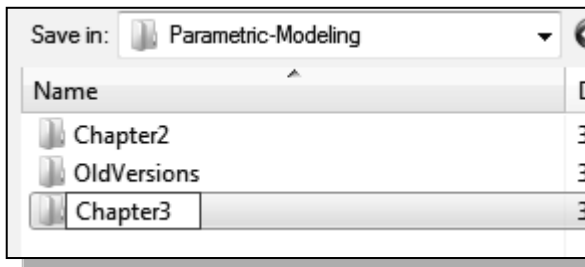 Save in: Parametric-Modeling
Name
Chapter2
OldVersions
Chapter3